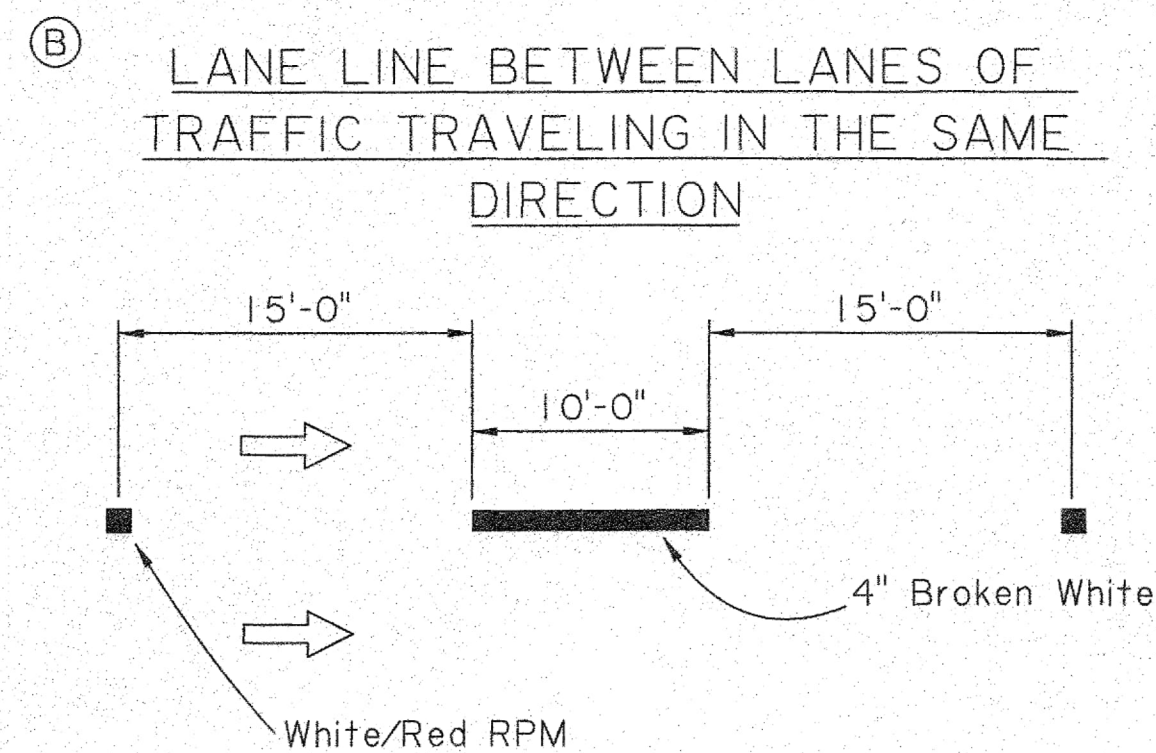 B
LANE LINE BETWEEN LANES OF
TRAFFIC TRAVELING IN THE SAME
DIRECTION
15'-0"
15'-0"
10'-0"
4" Broken White
White/Red RPM